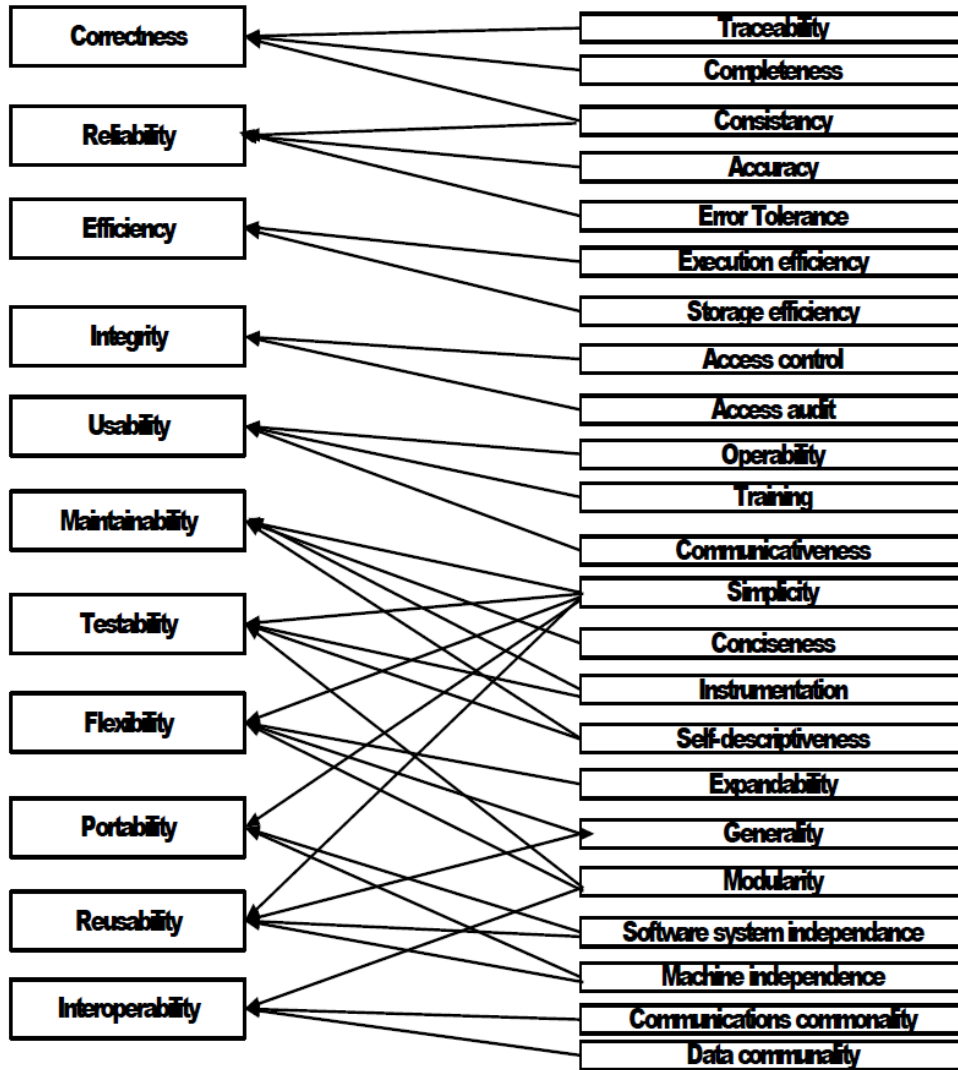 Correctness
Reliability
Efficiency
Integrity
Usability
Maintainability
Testability
Flexibility
Portability
Reusability
Interoperability
Traceability
Completeness
Consistancy
Accuracy
Error Tolerance
Execution efficiency
Storage efficiency
Access control
Access audit
Operability
Training
Communicativeness
Simplicity
Conciseness
Instrumentation
Self-descriptiveness
Expandability
Generality
Modularity
Software system independance
Machine independence
Communications commonality
Data communality